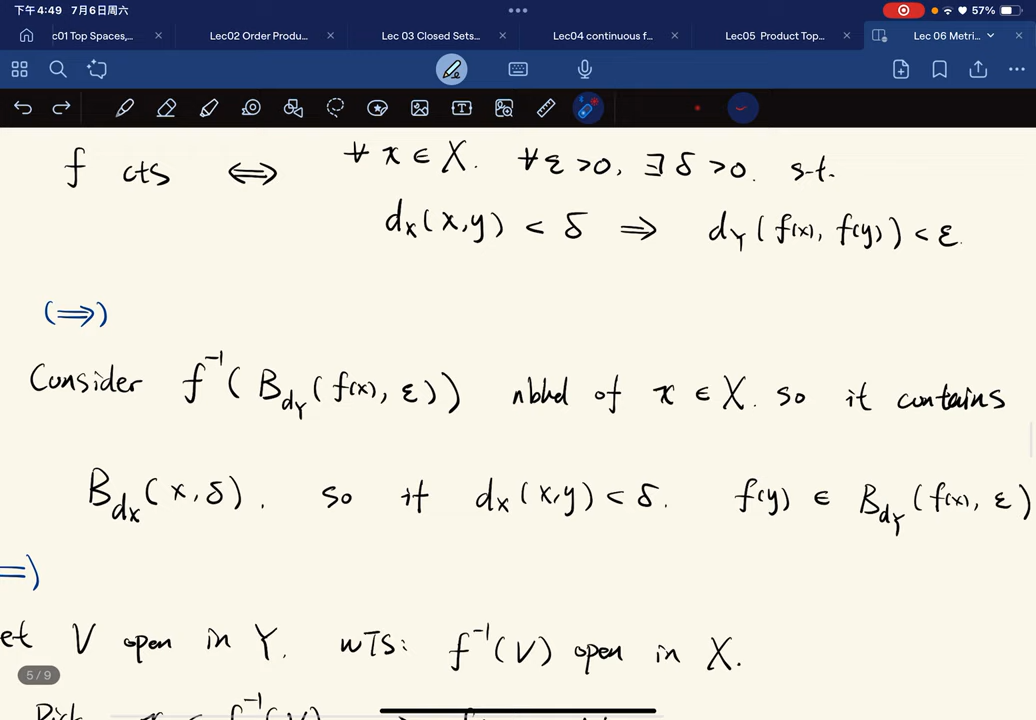 下午4:49 7月6日周六
57%
c01 Top Spaces,...
Lec02 Order Produ...
Lec 03 Closed Sets...
Lec04 continuous f...
Lec05 Product Top...
Lec 06 Metri...
f cts ⟺ ∀ x ∈ X. ∀ ε > 0, ∃ δ > 0. s.t.
d_X(x,y) < δ ⟹ d_Y(f(x), f(y)) < ε.
(⟹)
Consider f⁻¹(B_{d_Y}(f(x), ε)) nbhd of x ∈ X. so it contains
B_{d_X}(x, δ). so if d_X(x,y) < δ. f(y) ∈ B_{d_Y}(f(x), ε)
=)
et V open in Y. WTS: f⁻¹(V) open in X.
5 / 9